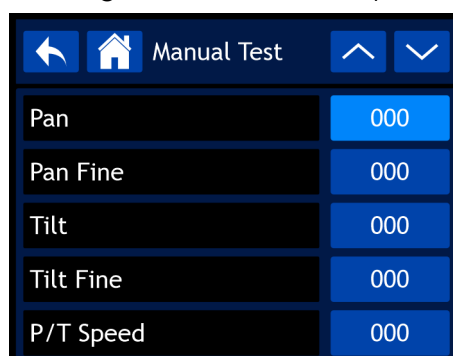 Manual Test
Pan 000
Pan Fine 000
Tilt 000
Tilt Fine 000
P/T Speed 000